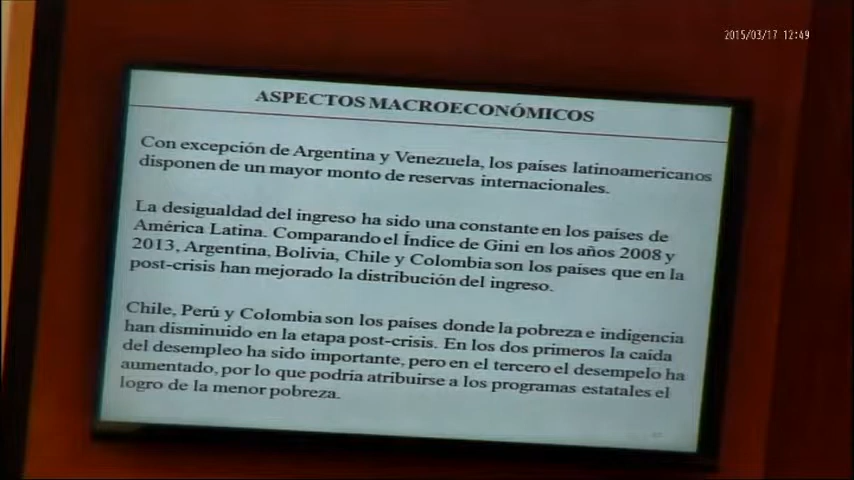 2015/03/17 12:49
ASPECTOS MACROECONÓMICOS
Con excepción de Argentina y Venezuela, los países latinoamericanos
disponen de un mayor monto de reservas internacionales.
La desigualdad del ingreso ha sido una constante en los países de
América Latina. Comparando el Índice de Gini en los años 2008 y
2013, Argentina, Bolivia, Chile y Colombia son los países que en la
post-crisis han mejorado la distribución del ingreso.
Chile, Perú y Colombia son los países donde la pobreza e indigencia
han disminuido en la etapa post-crisis. En los dos primeros la caída
del desempleo ha sido importante, pero en el tercero el desempelo ha
aumentado, por lo que podría atribuirse a los programas estatales el
logro de la menor pobreza.